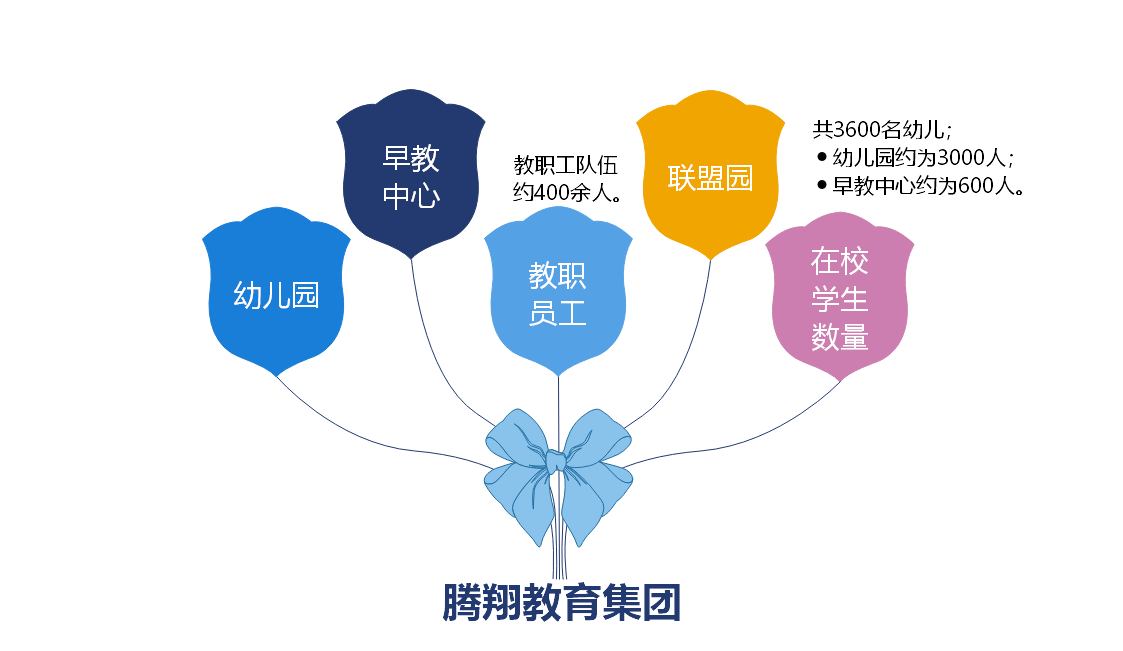 早教
中心
教职工队伍
约400余人。
联盟园
共3600名幼儿；
●幼儿园约为3000人；
●早教中心约为600人。
幼儿园
教职
员工
在校
学生
数量
腾翔教育集团